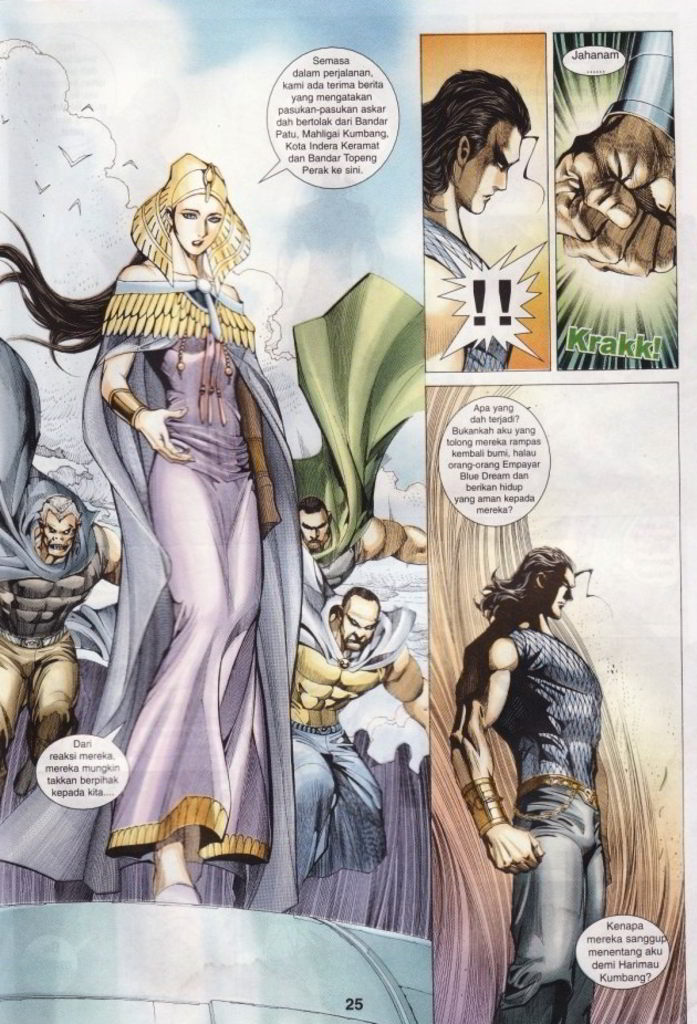 Semasa
dalam perjalanan,
kami ada terima berita
yang mengatakan
pasukan-pasukan askar
dah bertolak dari Bandar
Patu, Mahligai Kumbang,
Kota Indera Keramat
dan Bandar Topeng
Perak ke sini.
Dari
reaksi mereka,
mereka mungkin
takkan berpihak
kepada kita....
!!
Jahanam
........
Krakk!
Apa yang
dah terjadi?
Bukankah aku yang
tolong mereka rampas
kembali bumi, halau
orang-orang Empayar
Blue Dream dan
berikan hidup
yang aman kepada
mereka?
Kenapa
mereka sanggup
menentang aku
demi Harimau
Kumbang?
25